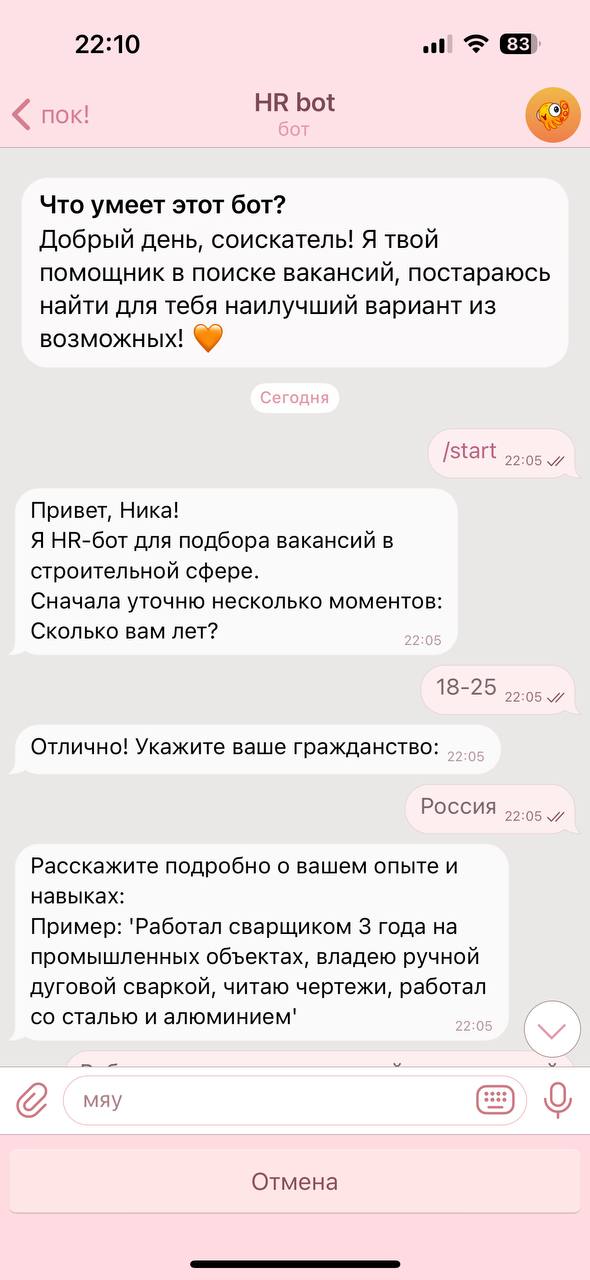 22:10
83
пок!
HR bot
бот
Что умеет этот бот?
Добрый день, соискатель! Я твой
помощник в поиске вакансий, постараюсь
найти для тебя наилучший вариант из
возможных! 🧡
Сегодня
/start 22:05
Привет, Ника!
Я HR-бот для подбора вакансий в
строительной сфере.
Сначала уточню несколько моментов:
Сколько вам лет?
22:05
18-25 22:05
Отлично! Укажите ваше гражданство: 22:05
Россия 22:05
Расскажите подробно о вашем опыте и
навыках:
Пример: 'Работал сварщиком 3 года на
промышленных объектах, владею ручной
дуговой сваркой, читаю чертежи, работал
со сталью и алюминием'
22:05
мяу
Отмена